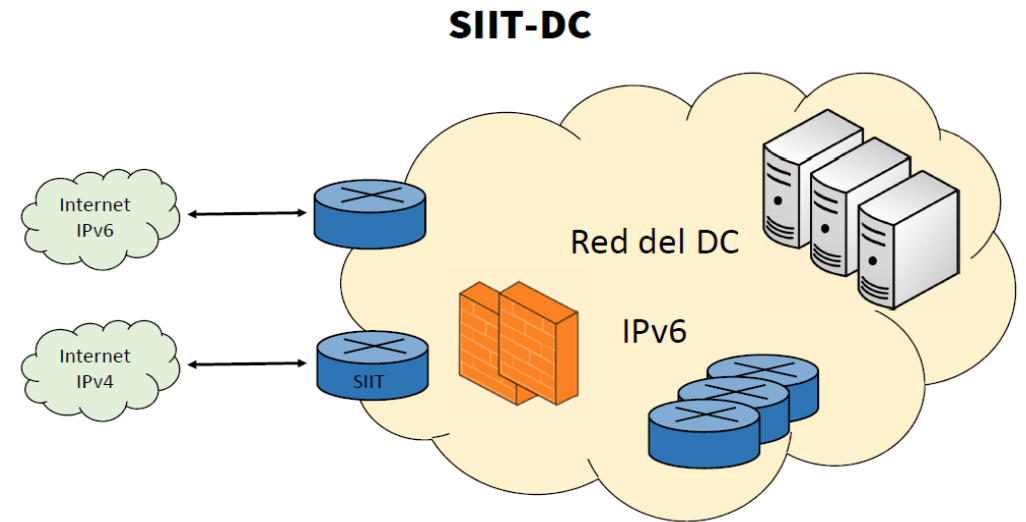 SIIT-DC
Internet
IPv6
Red del DC
IPv6
Internet
IPv4
SIIT